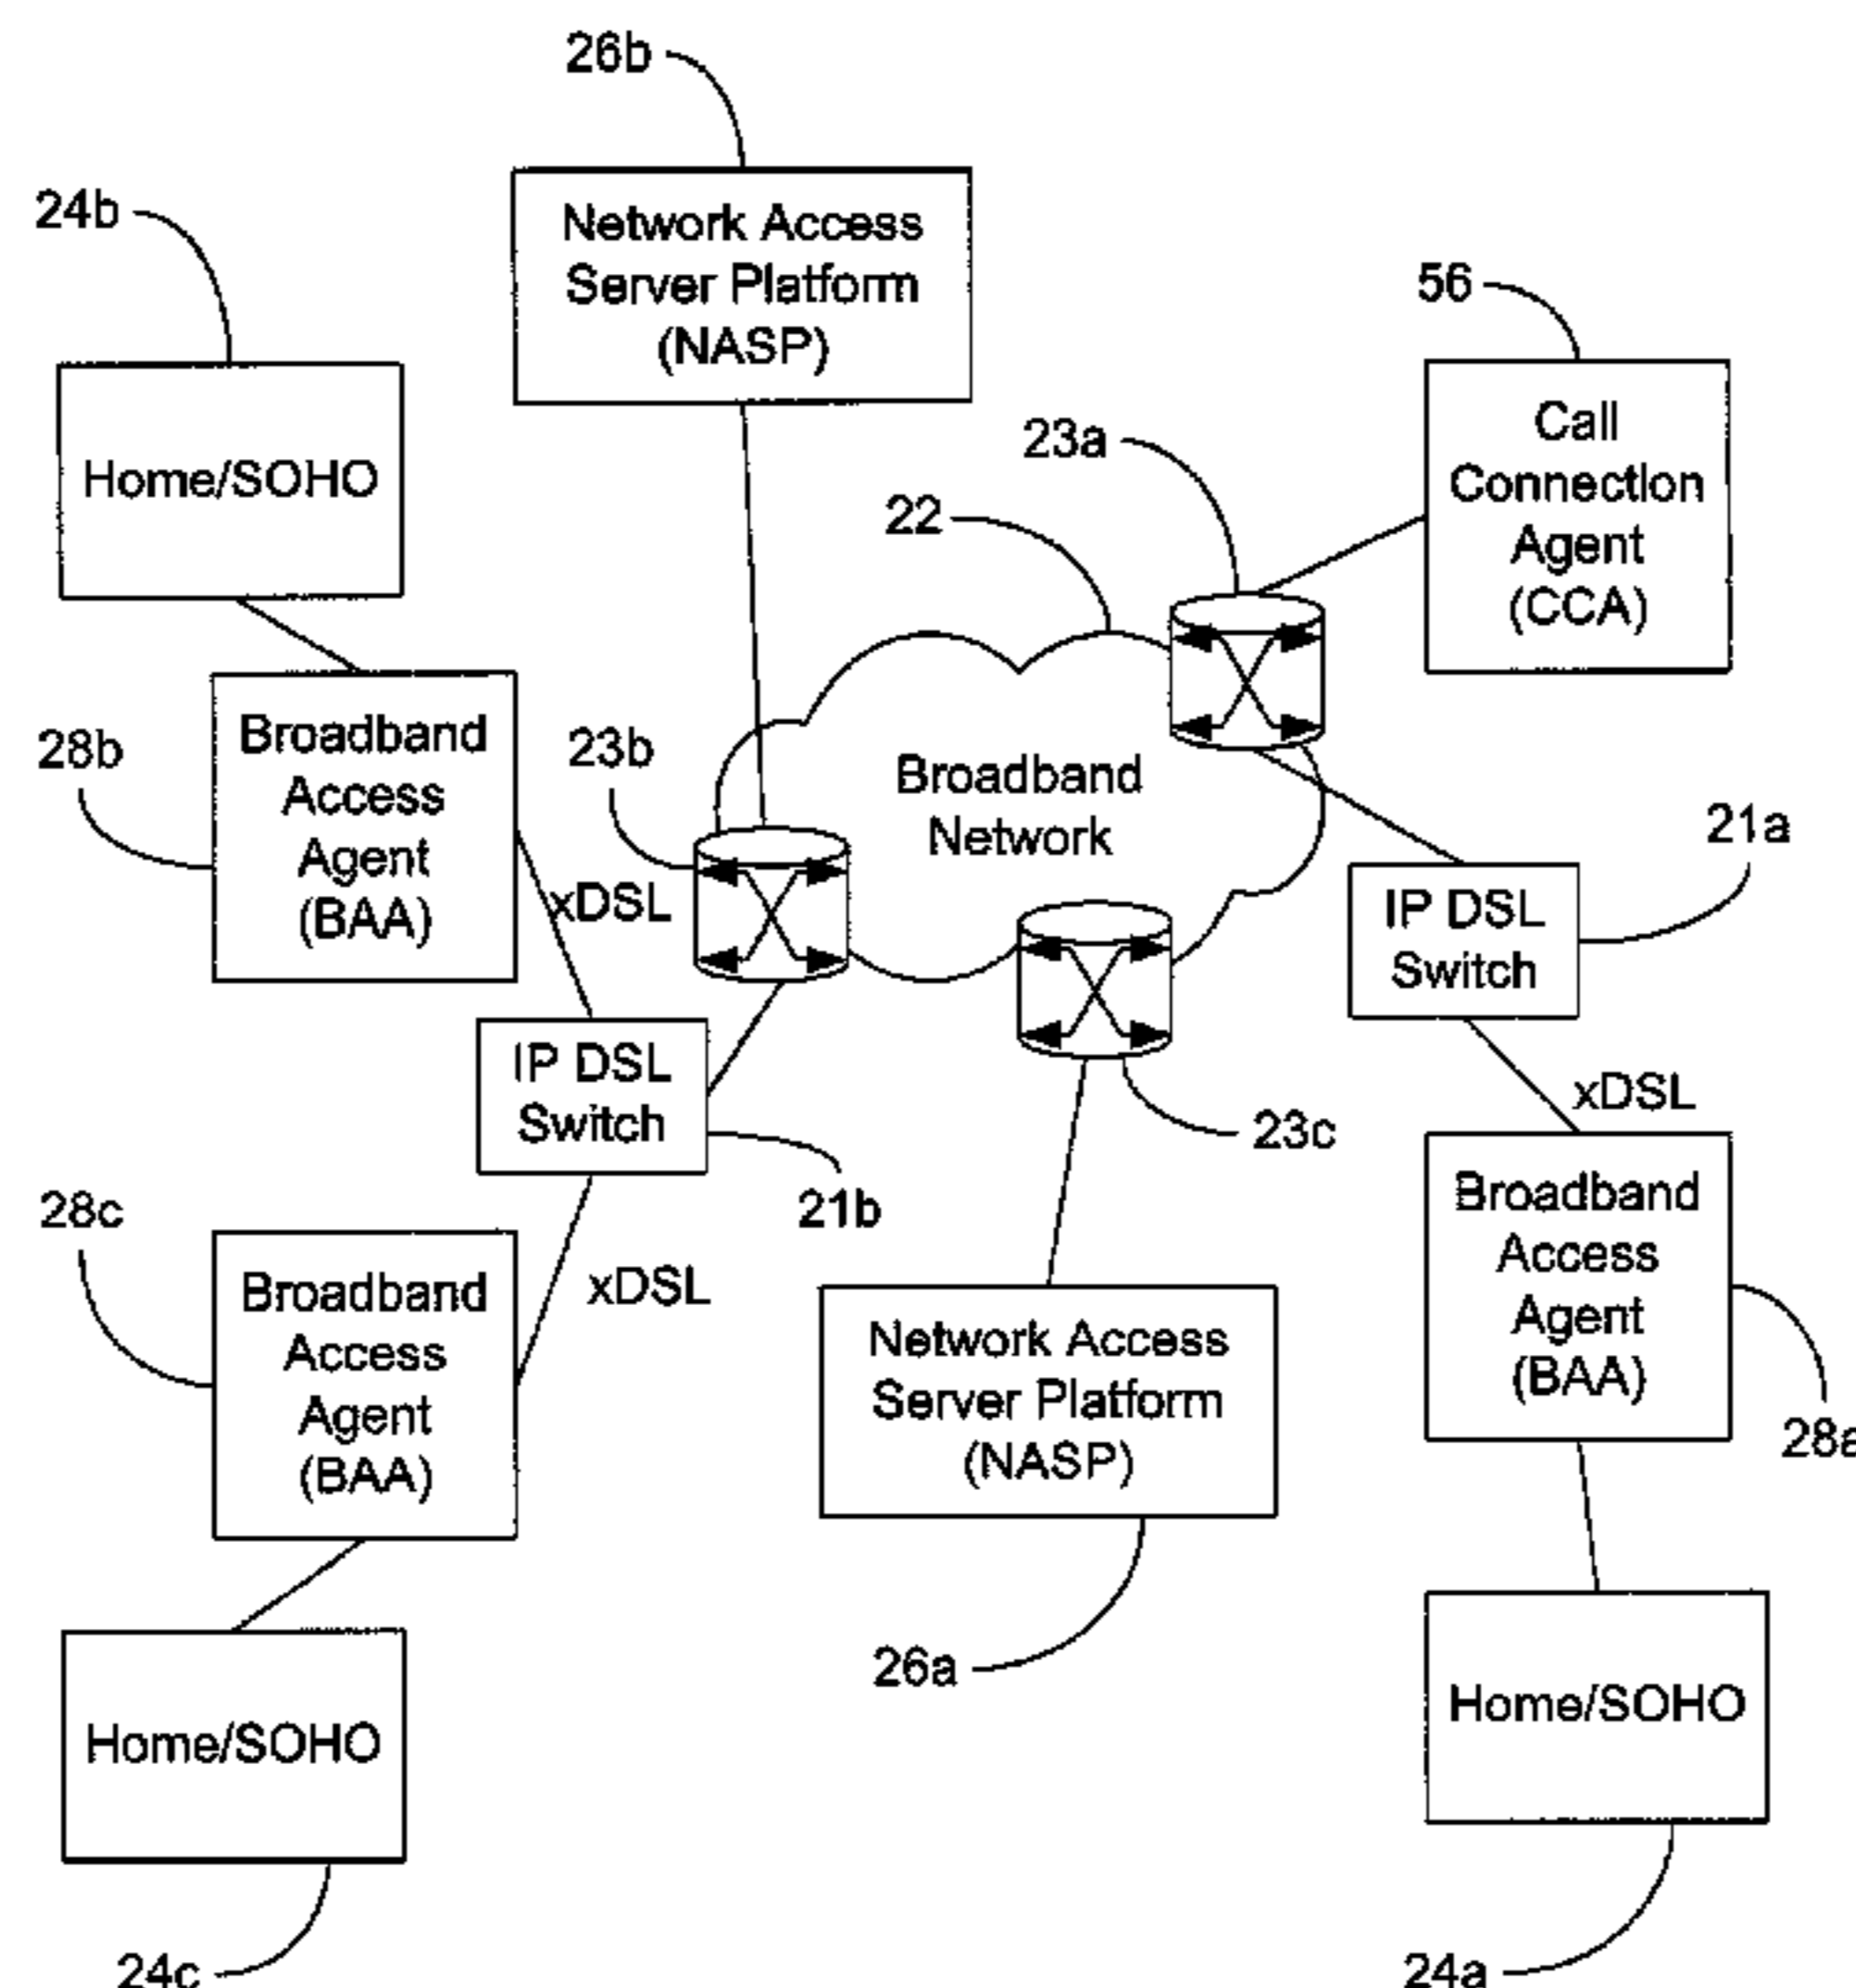 26b
24b
Network Access
Server Platform
(NASP)
56
Home/SOHO
23a
Call
Connection
Agent
(CCA)
22
28b
Broadband
Access
Agent
(BAA)
23b
Broadband
Network
21a
xDSL
IP DSL
Switch
IP DSL
Switch
xDSL
23c
28c
21b
Broadband
Access
Agent
(BAA)
xDSL
Broadband
Access
Agent
(BAA)
Network Access
Server Platform
(NASP)
28a
26a
Home/SOHO
Home/SOHO
24c
24a